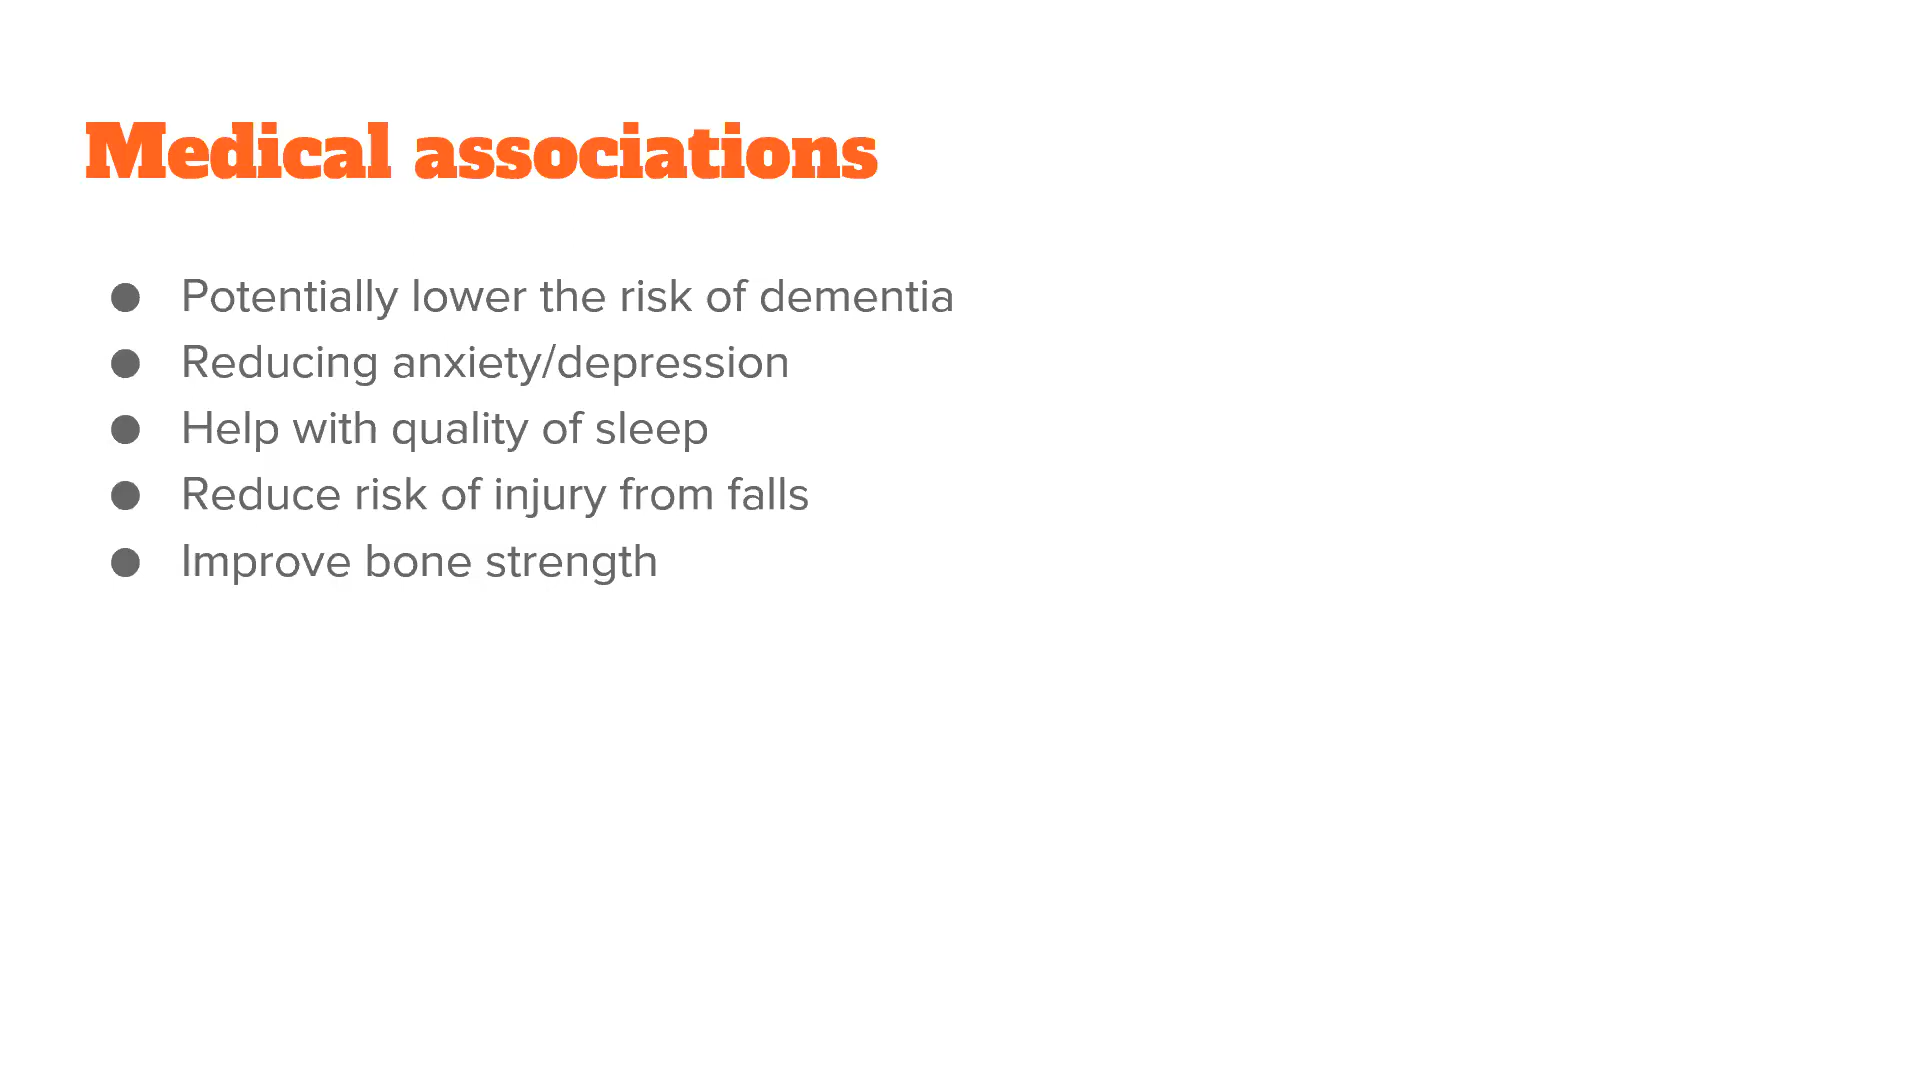 Medical associations
● Potentially lower the risk of dementia
● Reducing anxiety/depression
● Help with quality of sleep
● Reduce risk of injury from falls
● Improve bone strength